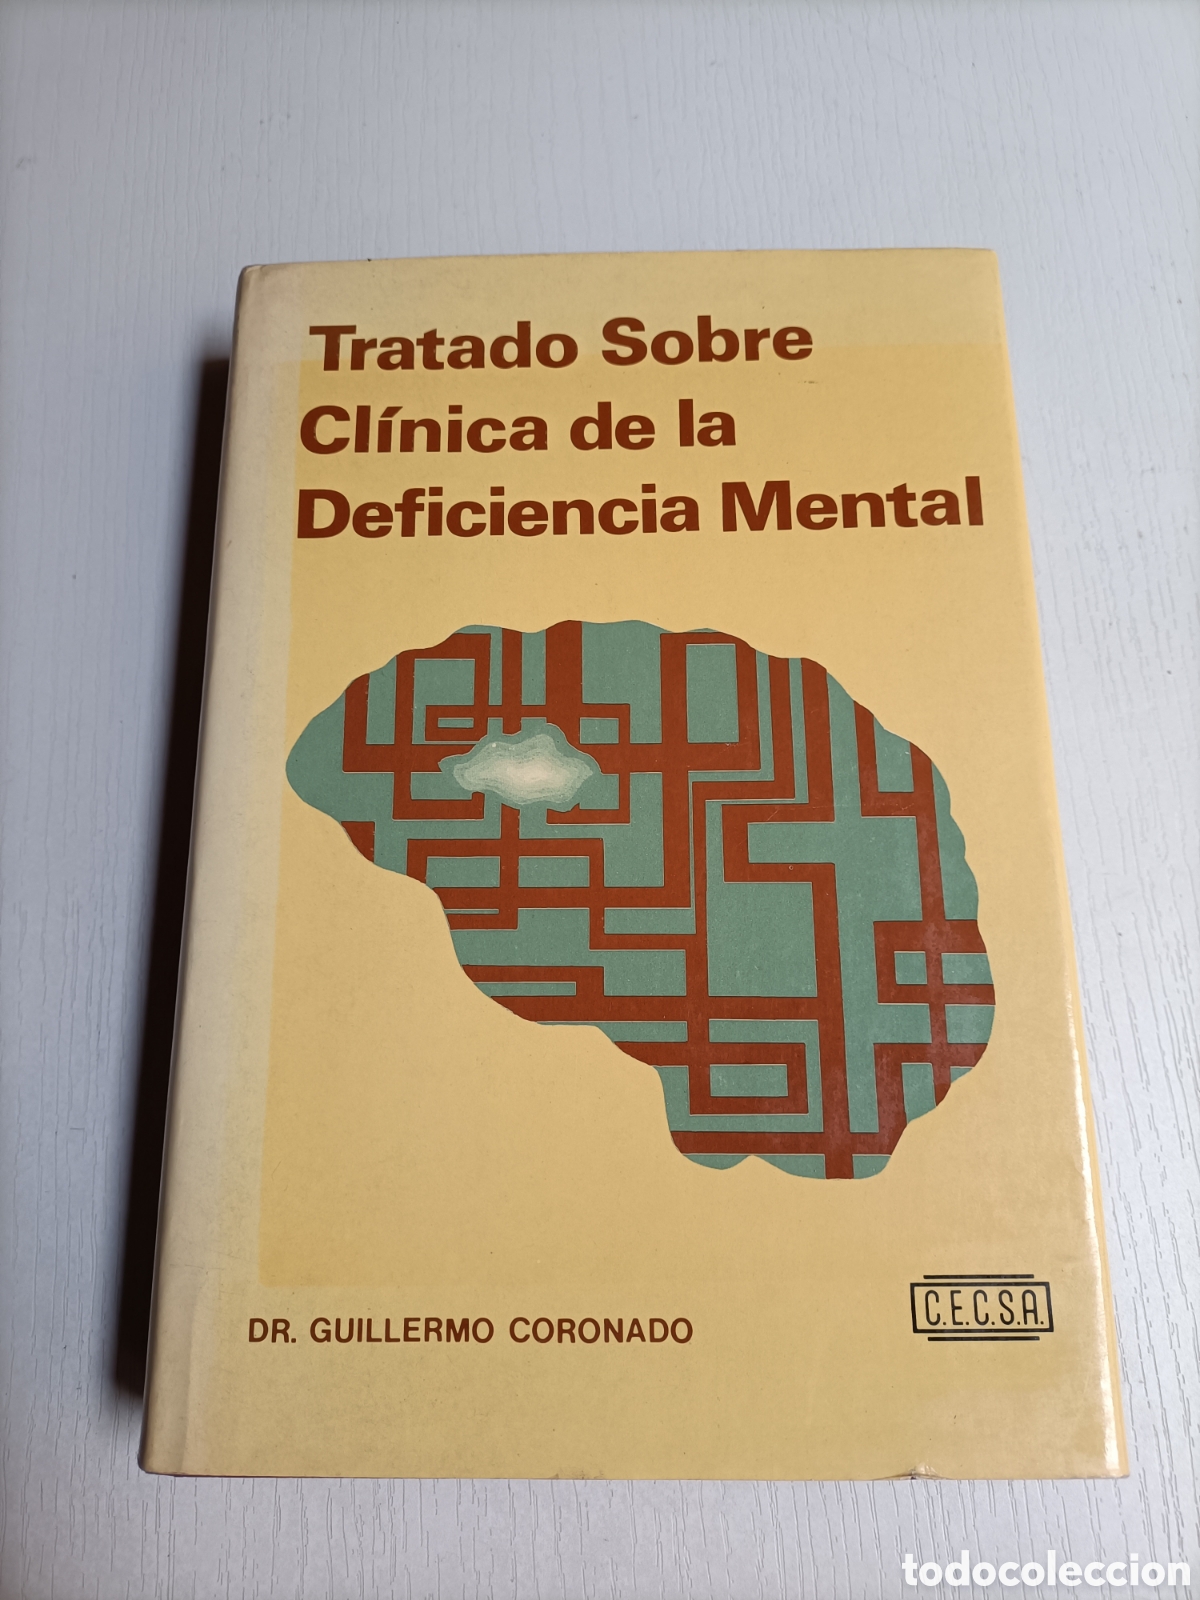 Tratado Sobre
Clínica de la
Deficiencia Mental
DR. GUILLERMO CORONADO
C.E.C.S.A.
todocoleccion